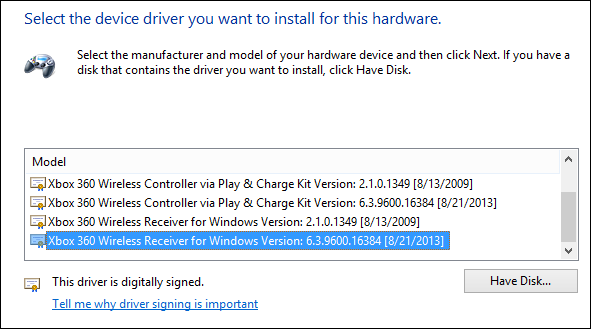 Select the device driver you want to install for this hardware.
Select the manufacturer and model of your hardware device and then click Next. If you have a
disk that contains the driver you want to install, click Have Disk.
Model
Xbox 360 Wireless Controller via Play & Charge Kit Version: 2.1.0.1349 [8/13/2009]
Xbox 360 Wireless Controller via Play & Charge Kit Version: 6.3.9600.16384 [8/21/2013]
Xbox 360 Wireless Receiver for Windows Version: 2.1.0.1349 [8/13/2009]
Xbox 360 Wireless Receiver for Windows Version: 6.3.9600.16384 [8/21/2013]
This driver is digitally signed.
Have Disk...
Tell me why driver signing is important